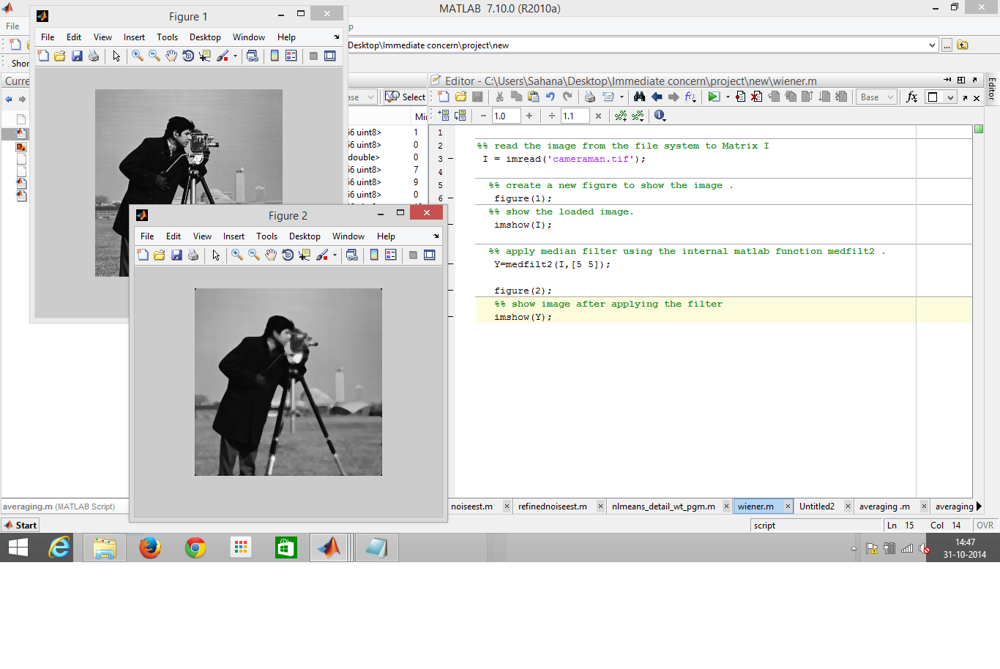 MATLAB 7.10.0 (R2010a)
File
Figure 1
File Edit View Insert Tools Desktop Window Help
Desktop\Immediate concern\project\new
...
Shor
Curre
Select
Mi
66 uint8> 1
66 uint8> 0
double> 0
66 uint8> 7
66 uint8> 9
66 uint8> 0
Figure 2
File Edit View Insert Tools Desktop Window Help
averaging.m (MATLAB Script)
Start
Editor - C:\Users\Sahana\Desktop\Immediate concern\project\new\wiener.m
Editor
Base
fx
− 1.0 + ÷ 1.1 ×
1
2 %% read the image from the file system to Matrix I
3 I = imread('cameraman.tif');
4
5 %% create a new figure to show the image .
6 figure(1);
%% show the loaded image.
imshow(I);
%% apply median filter using the internal matlab function medfilt2 .
Y=medfilt2(I,[5 5]);
figure(2);
%% show image after applying the filter
imshow(Y);
noiseest.m refinednoiseest.m nlmeans_detail_wt_pgm.m wiener.m Untitled2 averaging .m averaging
script Ln 15 Col 14 OVR
14:47
31-10-2014